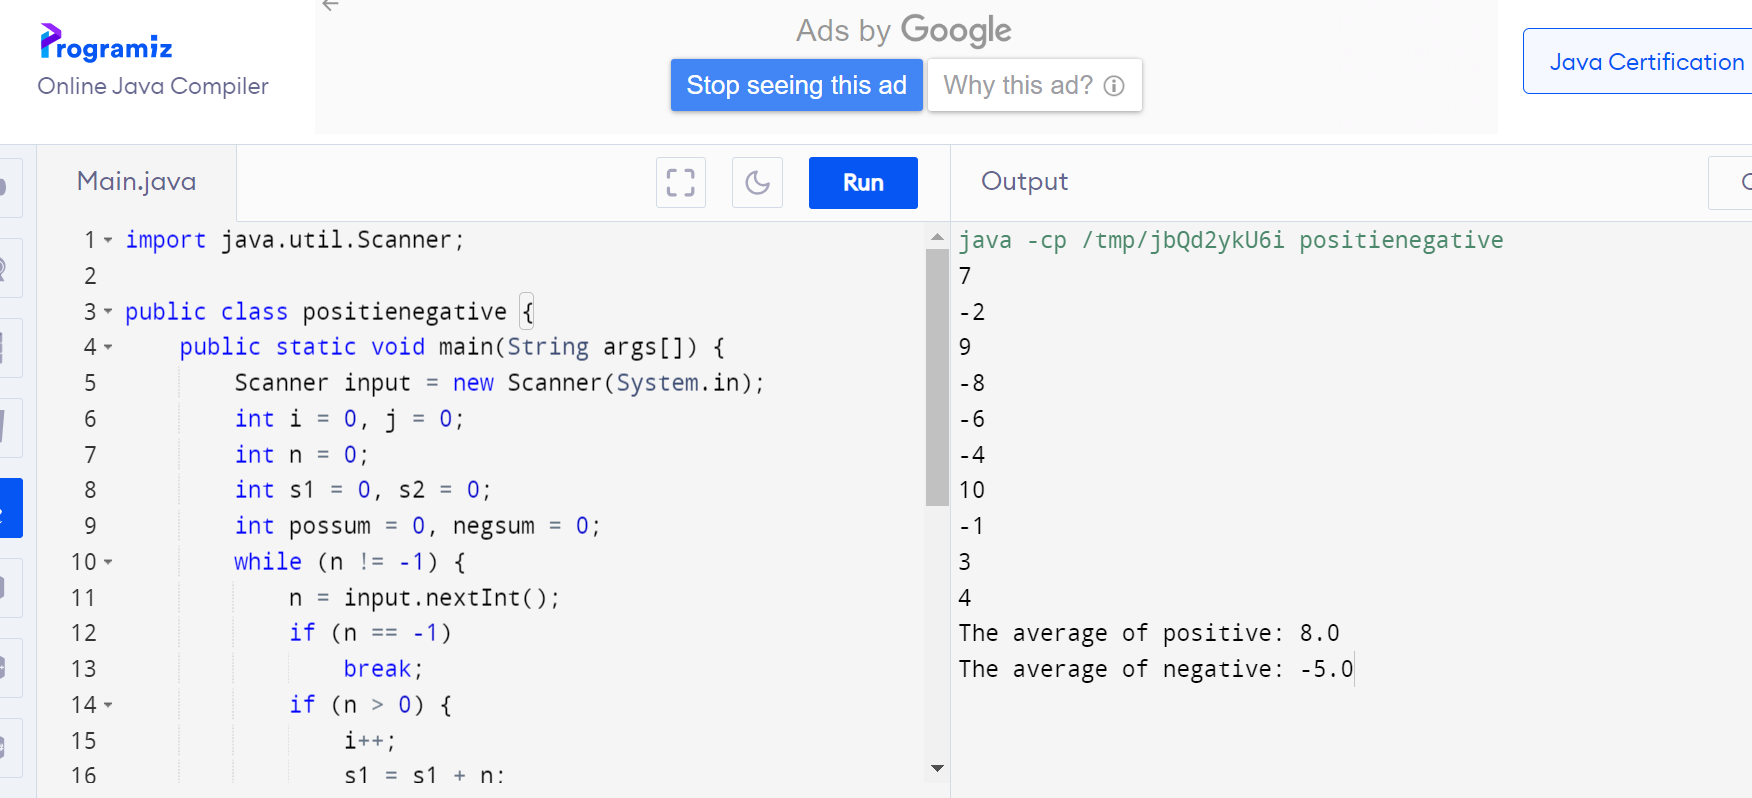 Programiz
Online Java Compiler
Ads by Google
Stop seeing this ad
Why this ad?
Java Certification
Main.java
Run
Output
1 import java.util.Scanner;
2
3 public class positienegative {
4 public static void main(String args[]) {
5 Scanner input = new Scanner(System.in);
6 int i = 0, j = 0;
7 int n = 0;
8 int s1 = 0, s2 = 0;
9 int possum = 0, negsum = 0;
10 while (n != -1) {
11 n = input.nextInt();
12 if (n == -1)
13 break;
14 if (n > 0) {
15 i++;
16 s1 = s1 + n;
java -cp /tmp/jbQd2ykU6i positienegative
7
-2
9
-8
-6
-4
10
-1
3
4
The average of positive: 8.0
The average of negative: -5.0